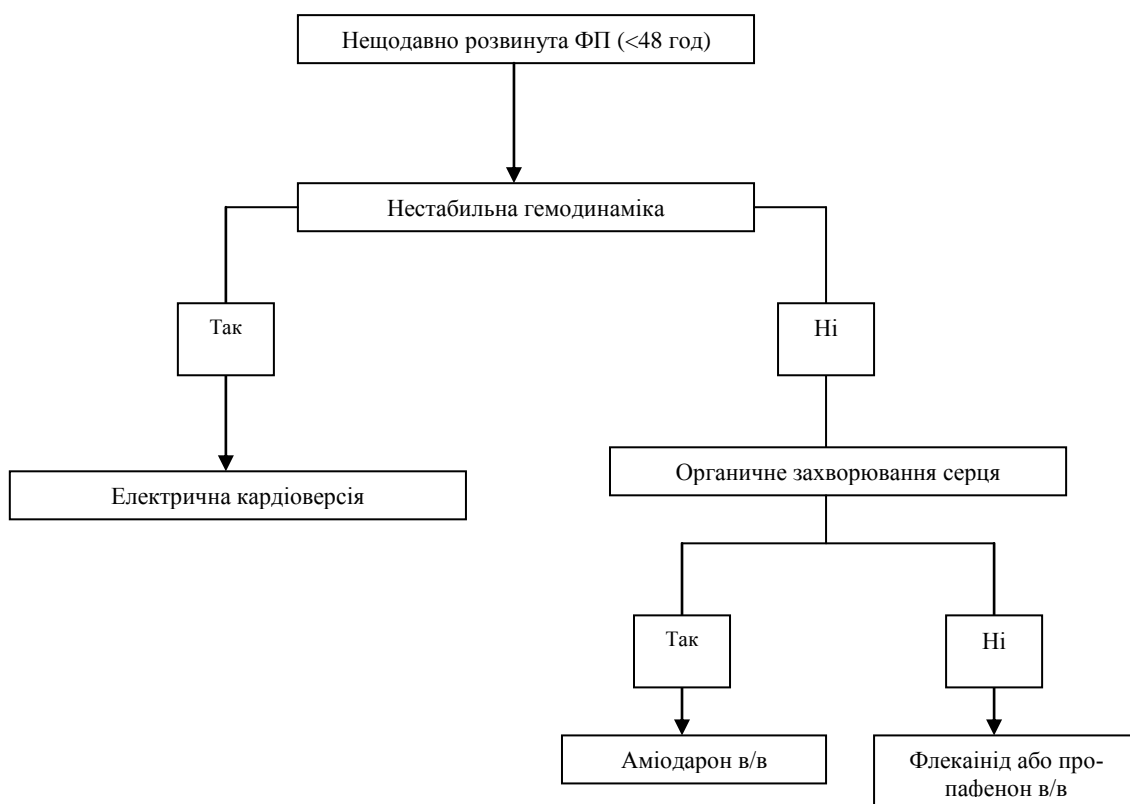 Нещодавно розвинута ФП (<48 год)
Нестабильна гемодинаміка
Так
Ні
Органичне захворювання серця
Електрична кардіоверсія
Так
Ні
Аміодарон в/в
Флекаінід або про-
пафенон в/в